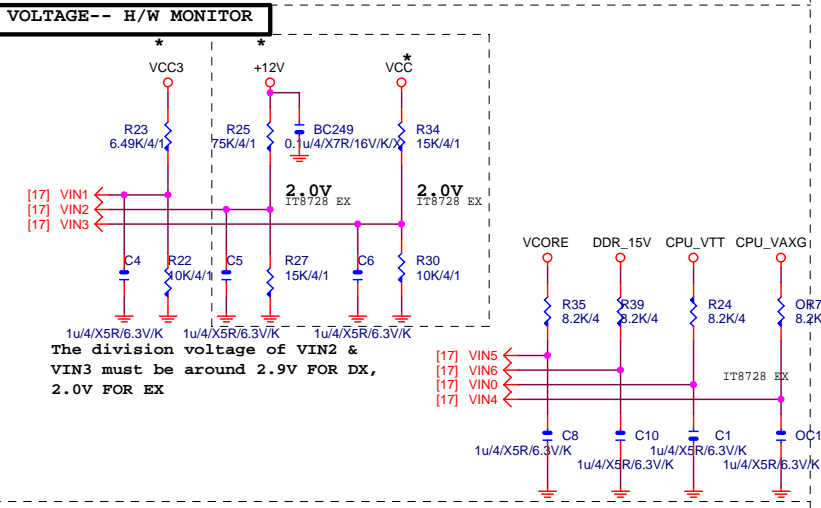 VOLTAGE-- H/W MONITOR
* * *
VCC3 +12V VCC
R23 R25 BC249 R34
6.49K/4/1 75K/4/1 0.1u/4/X7R/16V/K/X 15K/4/1
[17] VIN1 2.0V 2.0V
[17] VIN2 IT8728 EX IT8728 EX
[17] VIN3
VCORE DDR_15V CPU_VTT CPU_VAXG
C4 R22 C5 R27 C6 R30
10K/4/1 15K/4/1 10K/4/1
R35 R39 R24 OR7
8.2K/4 8.2K/4 8.2K/4 8.2K
1u/4/X5R/6.3V/K 1u/4/X5R/6.3V/K 1u/4/X5R/6.3V/K
The division voltage of VIN2 &
VIN3 must be around 2.9V FOR DX,
2.0V FOR EX
[17] VIN5
[17] VIN6
[17] VIN0 IT8728 EX
[17] VIN4
C8 C10 C1 OC1
1u/4/X5R/6.3V/K 1u/4/X5R/6.3V/K
1u/4/X5R/6.3V/K 1u/4/X5R/6.3V/K